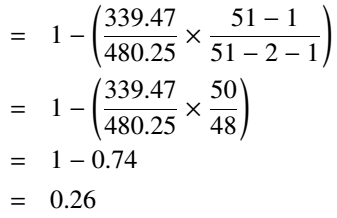 = 1 − (339.47/480.25 × (51 − 1)/(51 − 2 − 1))
= 1 − (339.47/480.25 × 50/48)
= 1 − 0.74
= 0.26